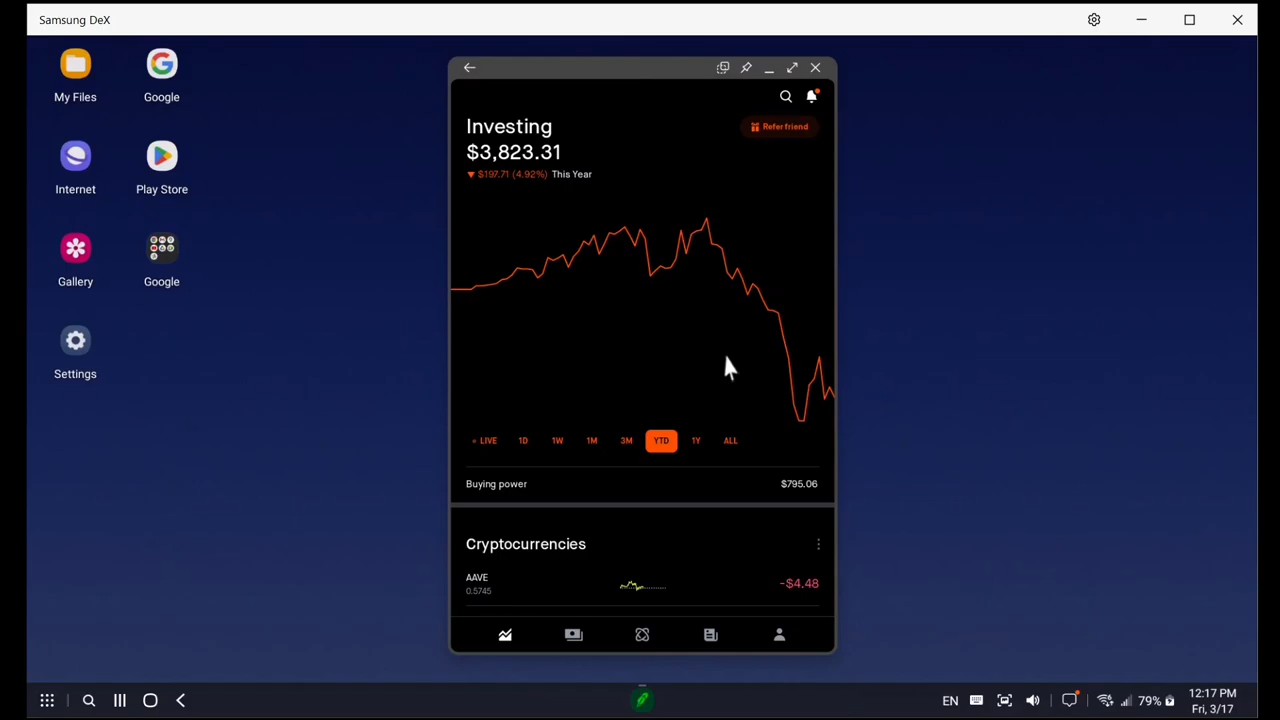 Samsung DeX
My Files
Google
Internet
Play Store
Gallery
Google
Settings
Refer friend
Investing
$3,823.31
$197.71 (4.92%) This Year
LIVE 1D 1W 1M 3M YTD 1Y ALL
Buying power $795.06
Cryptocurrencies
AAVE
0.5745
-$4.48
EN
79%
12:17 PM
Fri, 3/17